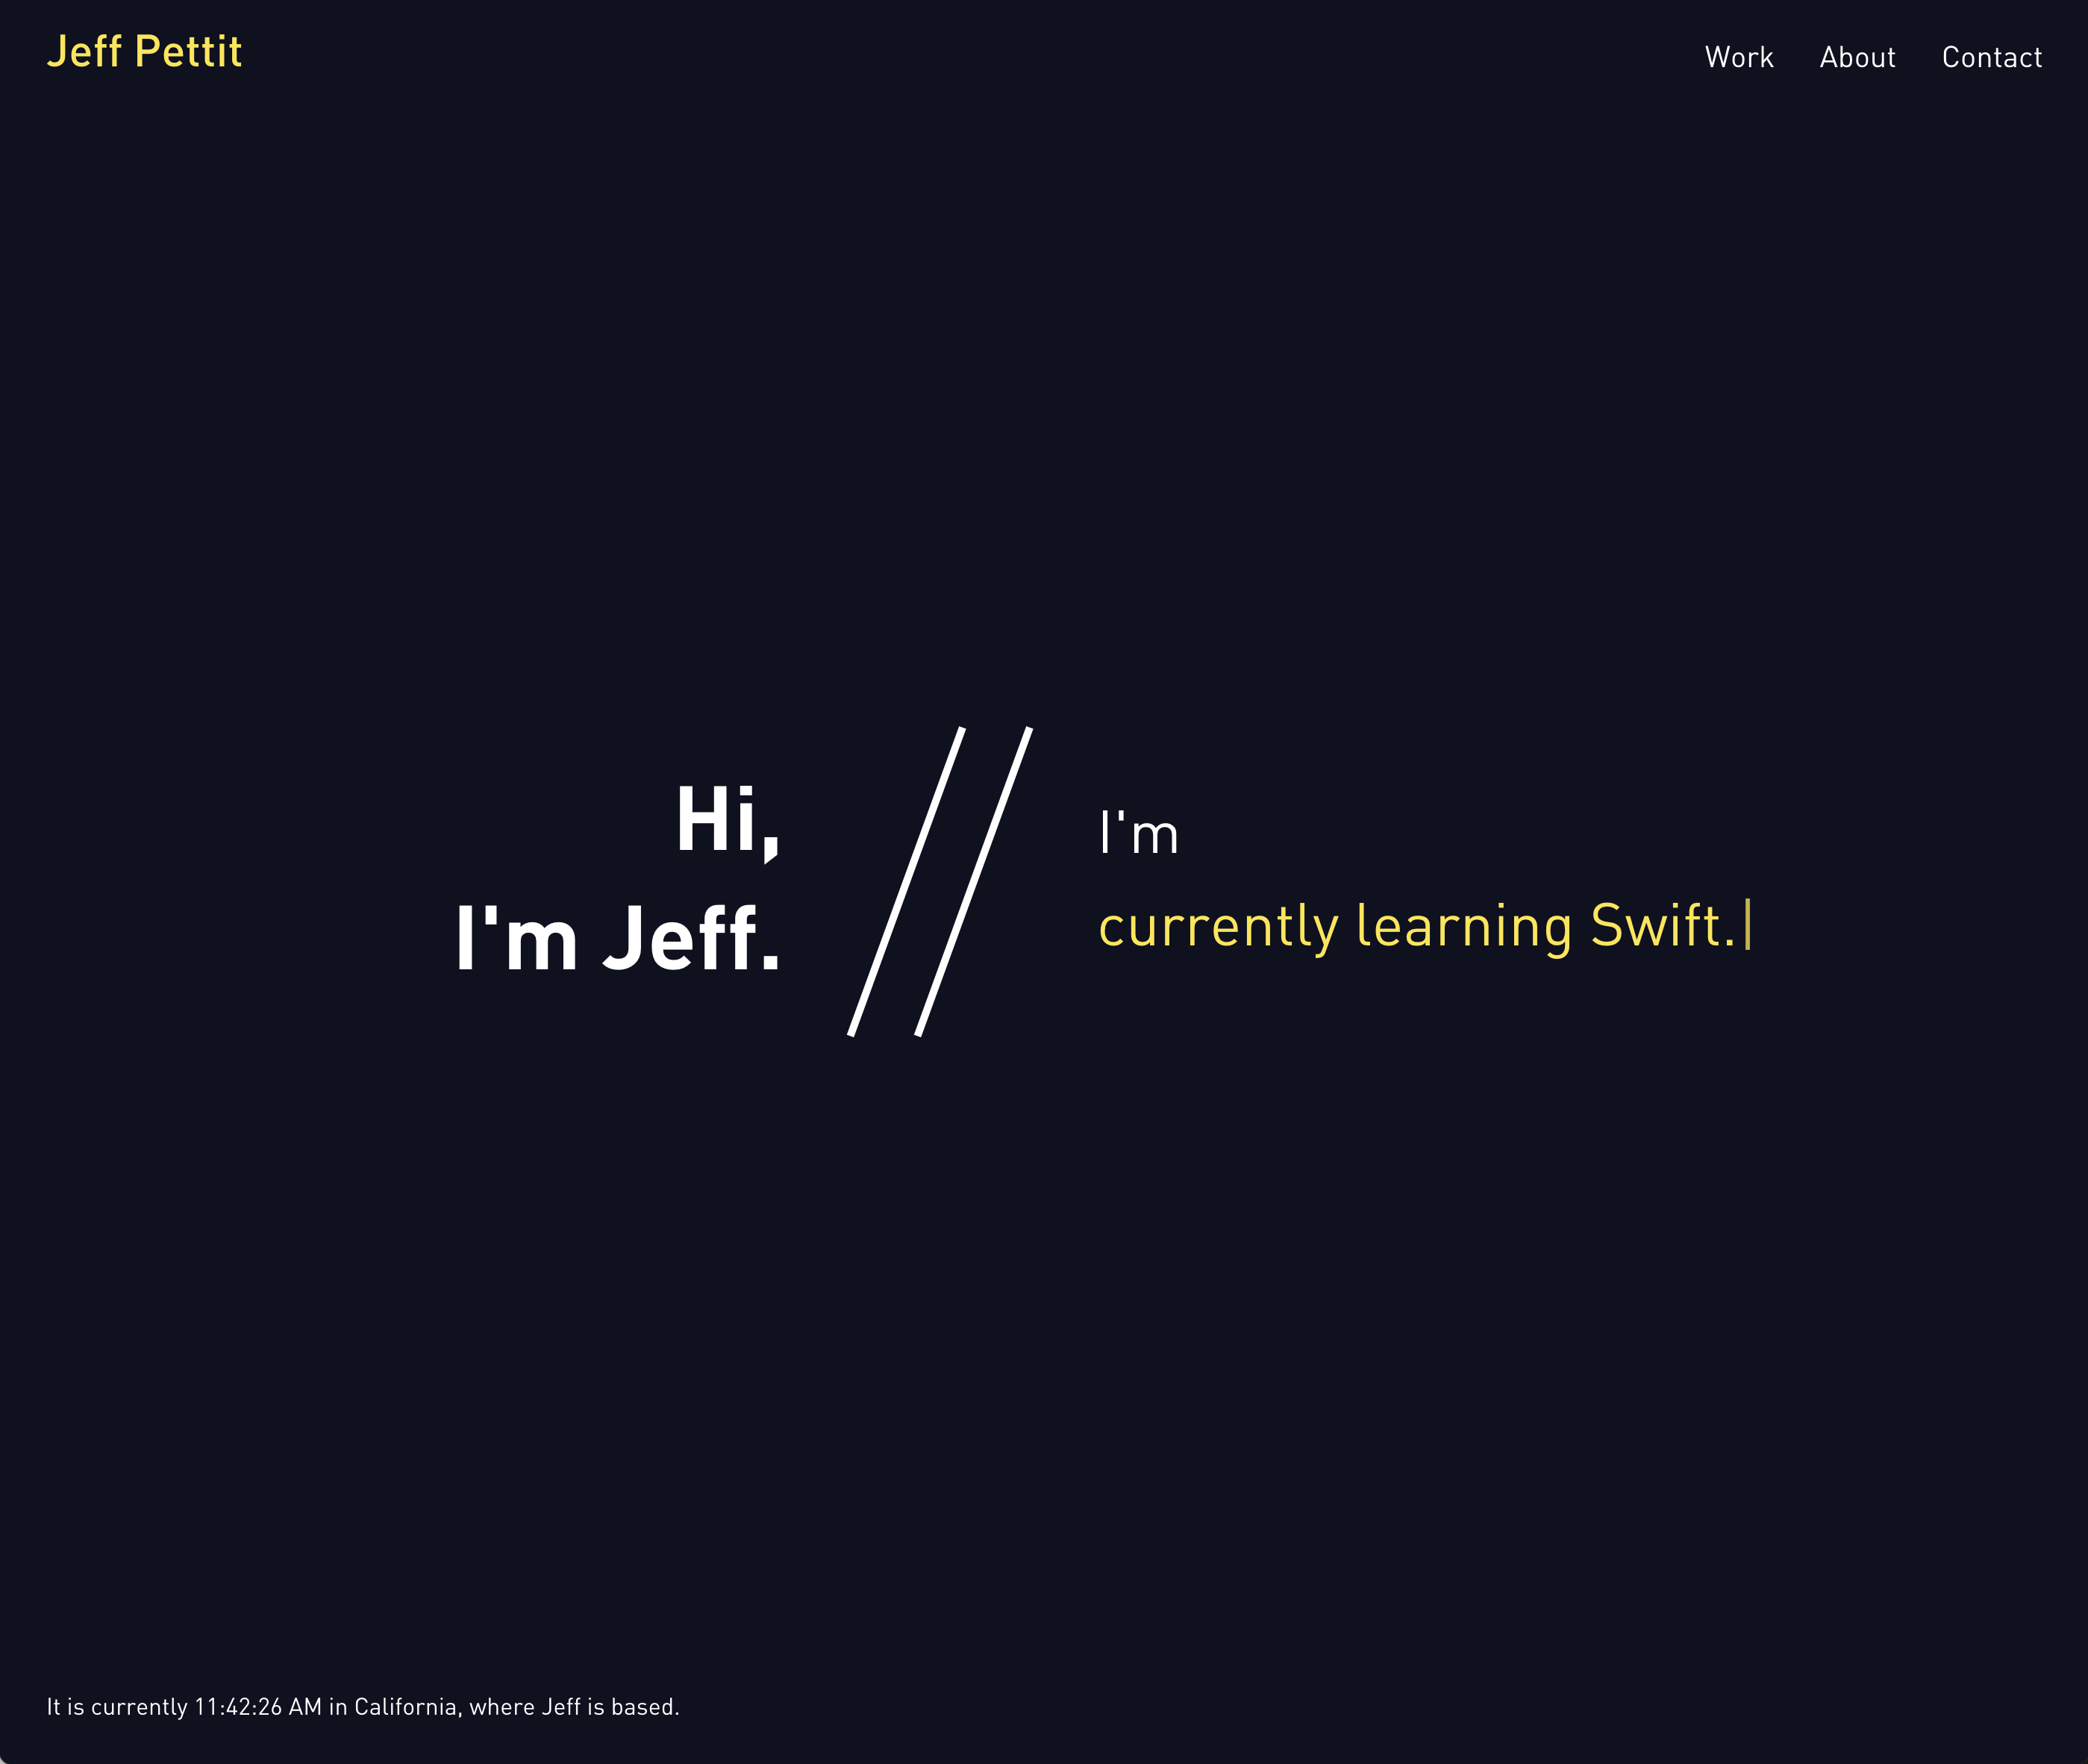 Jeff Pettit
Work About Contact
Hi,
I'm Jeff.
//
I'm
currently learning Swift.
It is currently 11:42:26 AM in California, where Jeff is based.